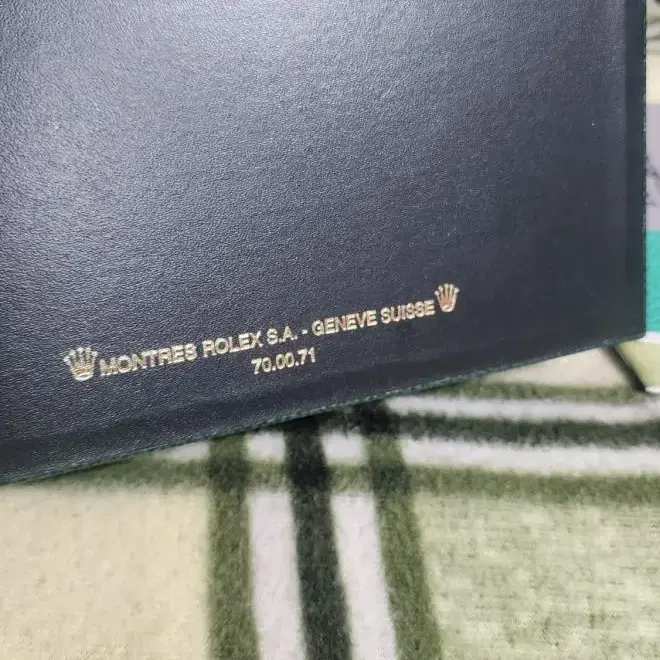 MONTRES ROLEX S.A. - GENEVE SUISSE
70.00.71